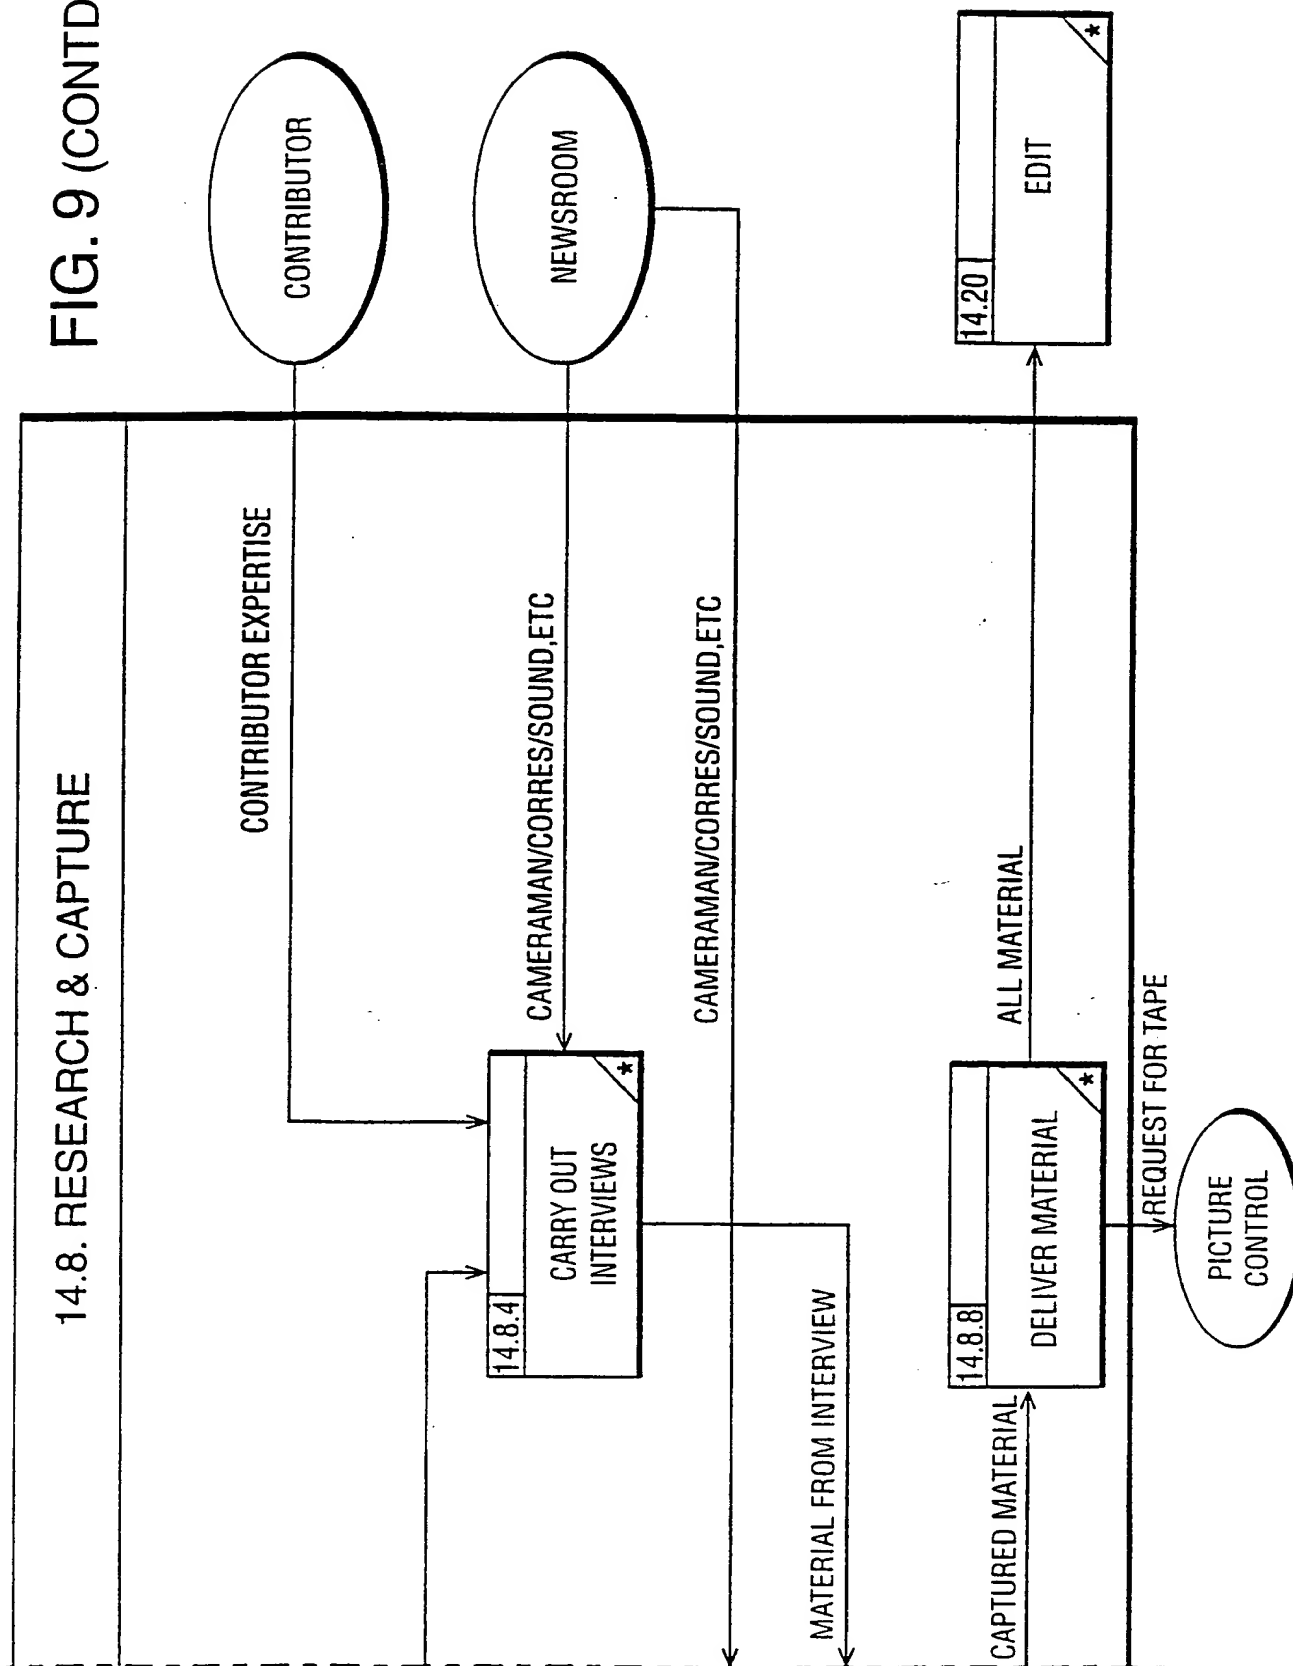 FIG. 9 (CONTD
14.8. RESEARCH & CAPTURE
CONTRIBUTOR
CONTRIBUTOR EXPERTISE
NEWSROOM
CAMERAMAN/CORRES/SOUND,ETC
CAMERAMAN/CORRES/SOUND,ETC
14.8.4
CARRY OUT
INTERVIEWS
*
MATERIAL FROM INTERVIEW
CAPTURED MATERIAL
14.8.8
DELIVER MATERIAL
*
ALL MATERIAL
14.20
EDIT
*
REQUEST FOR TAPE
PICTURE
CONTROL